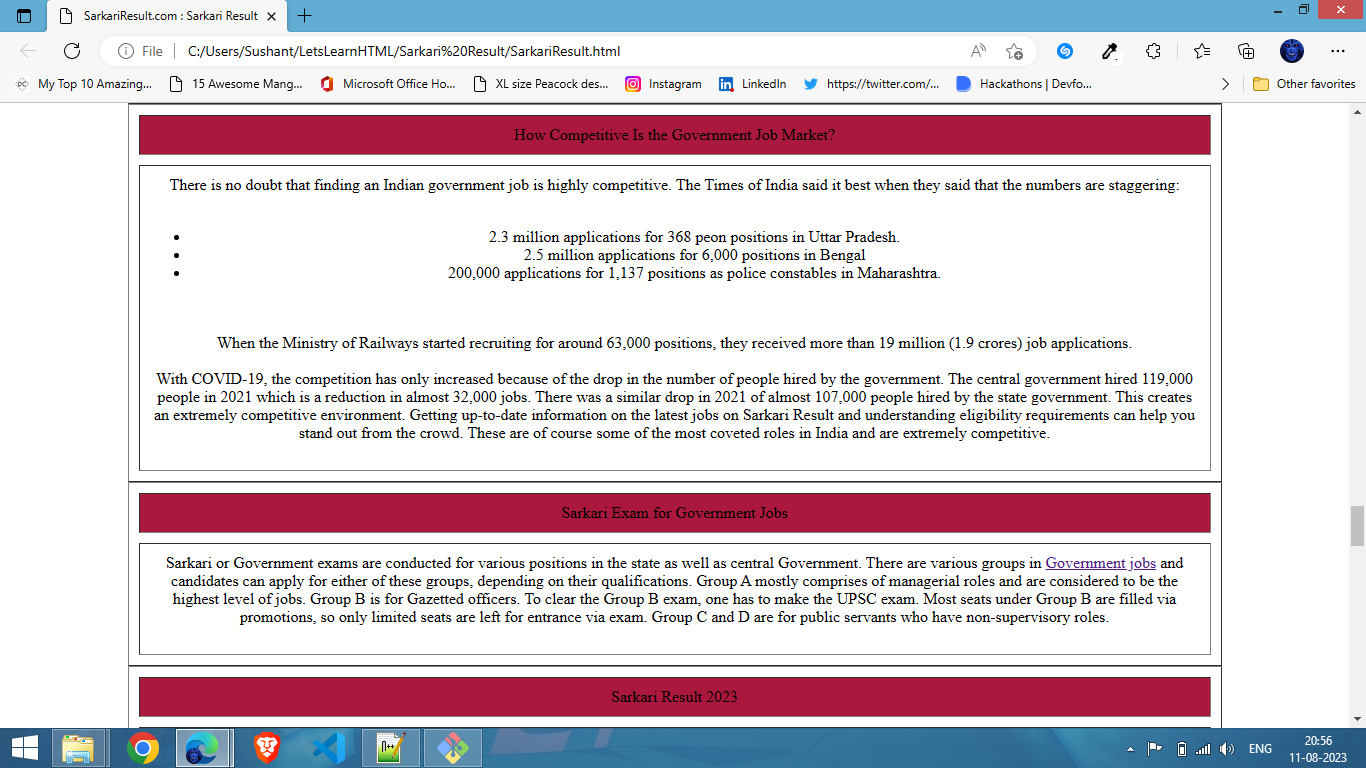 SarkariResult.com : Sarkari Result
File
C:/Users/Sushant/LetsLearnHTML/Sarkari%20Result/SarkariResult.html
My Top 10 Amazing...
15 Awesome Mang...
Microsoft Office Ho...
XL size Peacock des...
Instagram
LinkedIn
https://twitter.com/...
Hackathons | Devfo...
Other favorites
How Competitive Is the Government Job Market?
There is no doubt that finding an Indian government job is highly competitive. The Times of India said it best when they said that the numbers are staggering:
• 2.3 million applications for 368 peon positions in Uttar Pradesh.
• 2.5 million applications for 6,000 positions in Bengal
• 200,000 applications for 1,137 positions as police constables in Maharashtra.
When the Ministry of Railways started recruiting for around 63,000 positions, they received more than 19 million (1.9 crores) job applications.
With COVID-19, the competition has only increased because of the drop in the number of people hired by the government. The central government hired 119,000
people in 2021 which is a reduction in almost 32,000 jobs. There was a similar drop in 2021 of almost 107,000 people hired by the state government. This creates
an extremely competitive environment. Getting up-to-date information on the latest jobs on Sarkari Result and understanding eligibility requirements can help you
stand out from the crowd. These are of course some of the most coveted roles in India and are extremely competitive.
Sarkari Exam for Government Jobs
Sarkari or Government exams are conducted for various positions in the state as well as central Government. There are various groups in Government jobs and
candidates can apply for either of these groups, depending on their qualifications. Group A mostly comprises of managerial roles and are considered to be the
highest level of jobs. Group B is for Gazetted officers. To clear the Group B exam, one has to make the UPSC exam. Most seats under Group B are filled via
promotions, so only limited seats are left for entrance via exam. Group C and D are for public servants who have non-supervisory roles.
Sarkari Result 2023
ENG
20:56
11-08-2023